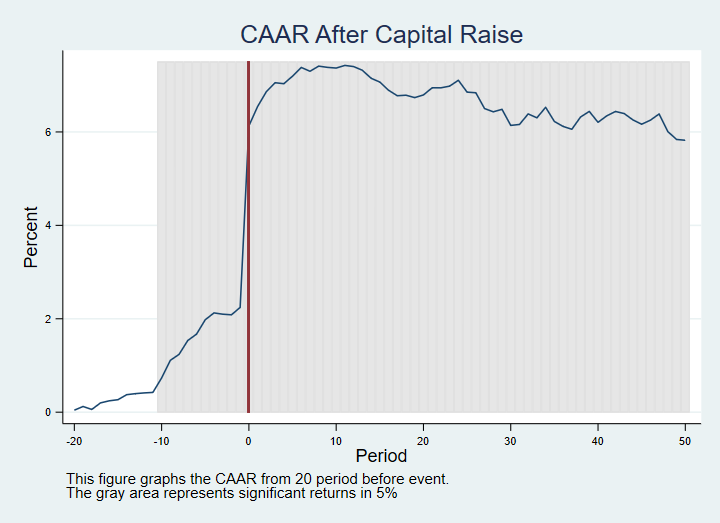 CAAR After Capital Raise
Percent
6
4
2
0
-20 -10 0 10 20 30 40 50
Period
This figure graphs the CAAR from 20 period before event.
The gray area represents significant returns in 5%